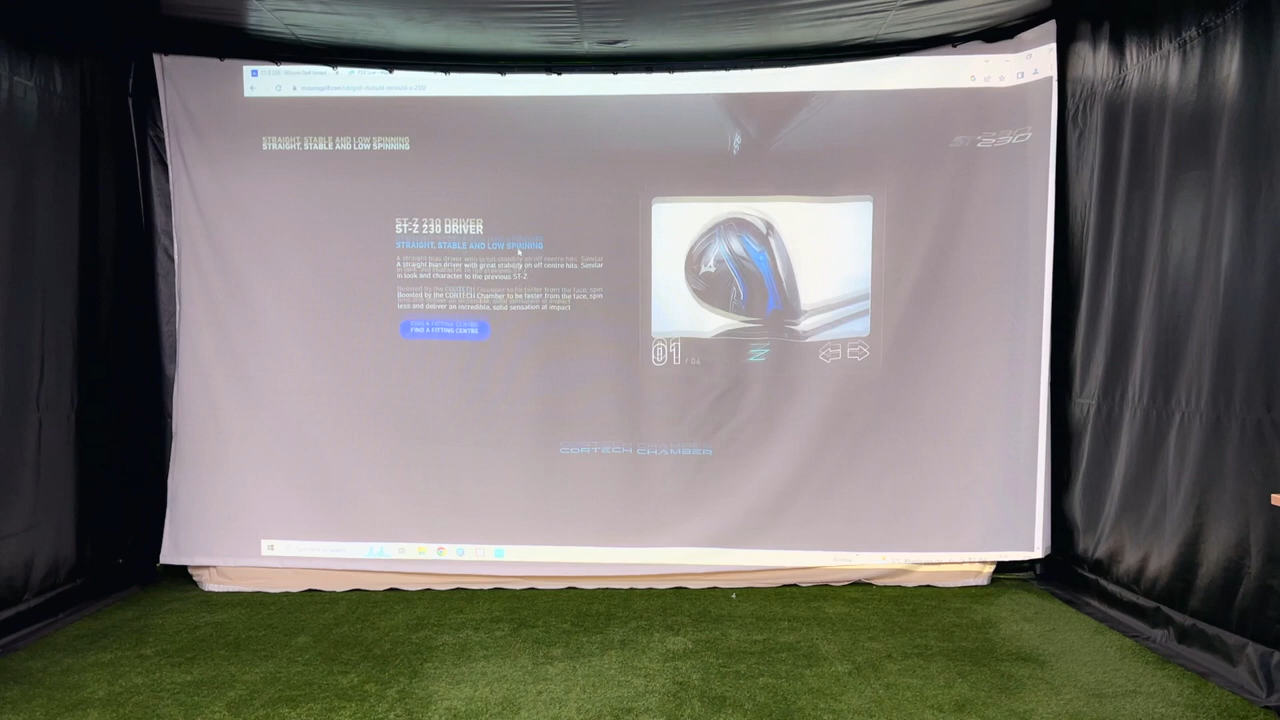 STRAIGHT, STABLE AND LOW SPINNING
ST 230
ST-Z 230 DRIVER
STRAIGHT, STABLE AND LOW SPINNING
A straight bias driver with great stability on off centre hits. Similar
in look and character to the previous ST-Z.
Boosted by the CORTECH Chamber to be faster from the face, spin
less and deliver an incredible, solid sensation at impact
FIND A FITTING CENTRE
01 / 04
Z
CORTECH CHAMBER